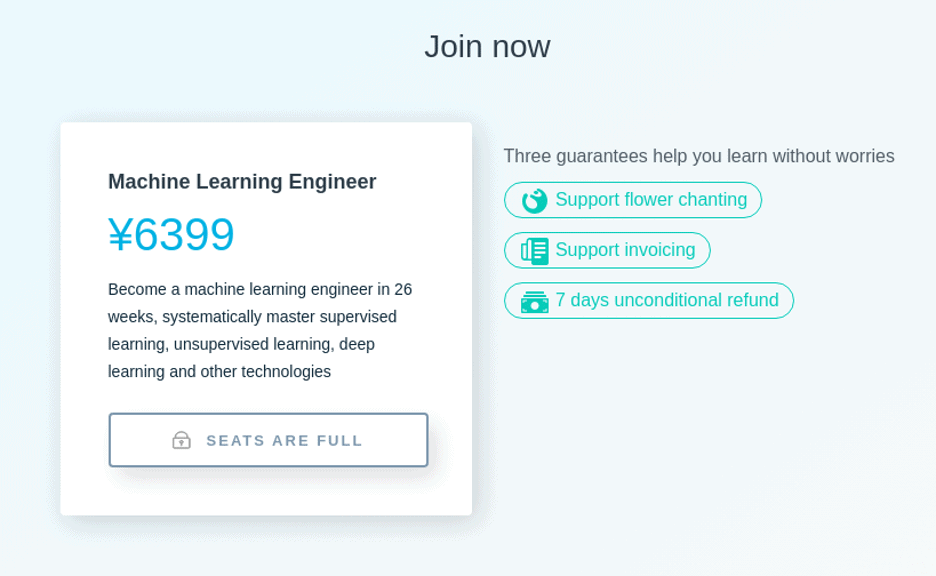 Join now
Machine Learning Engineer
¥6399
Become a machine learning engineer in 26
weeks, systematically master supervised
learning, unsupervised learning, deep
learning and other technologies
SEATS ARE FULL
Three guarantees help you learn without worries
Support flower chanting
Support invoicing
7 days unconditional refund